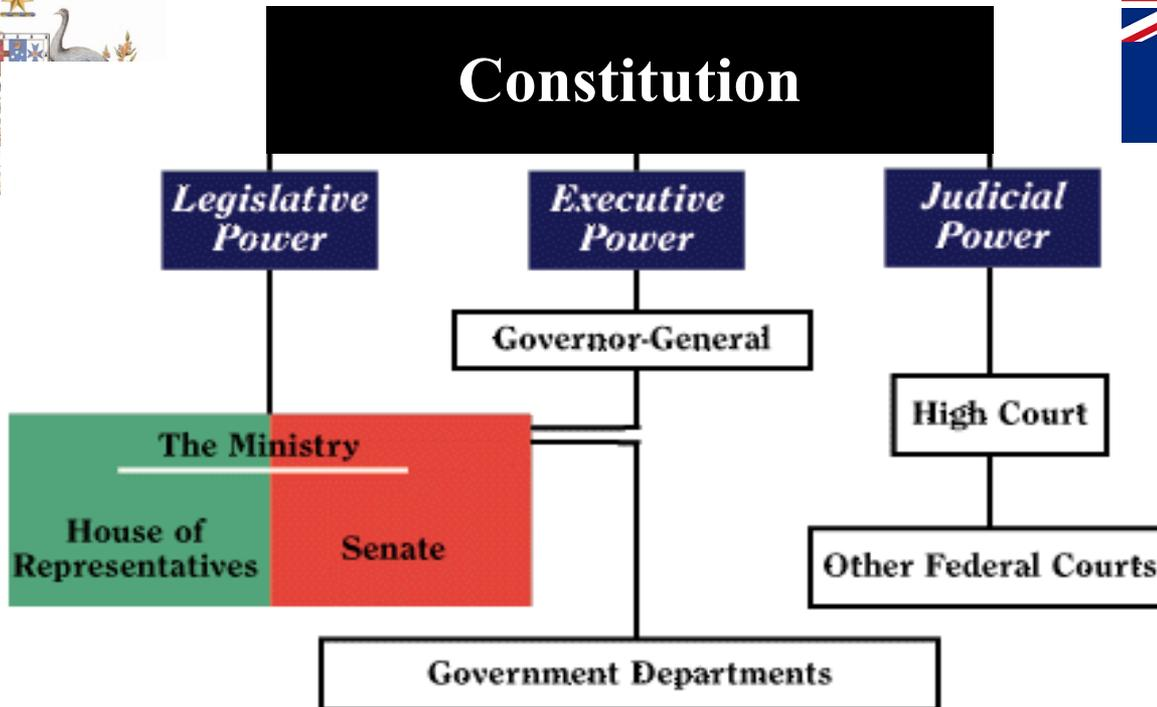 Constitution
Legislative
Power
Executive
Power
Judicial
Power
Governor-General
High Court
The Ministry
House of
Representatives
Senate
Other Federal Courts
Government Departments